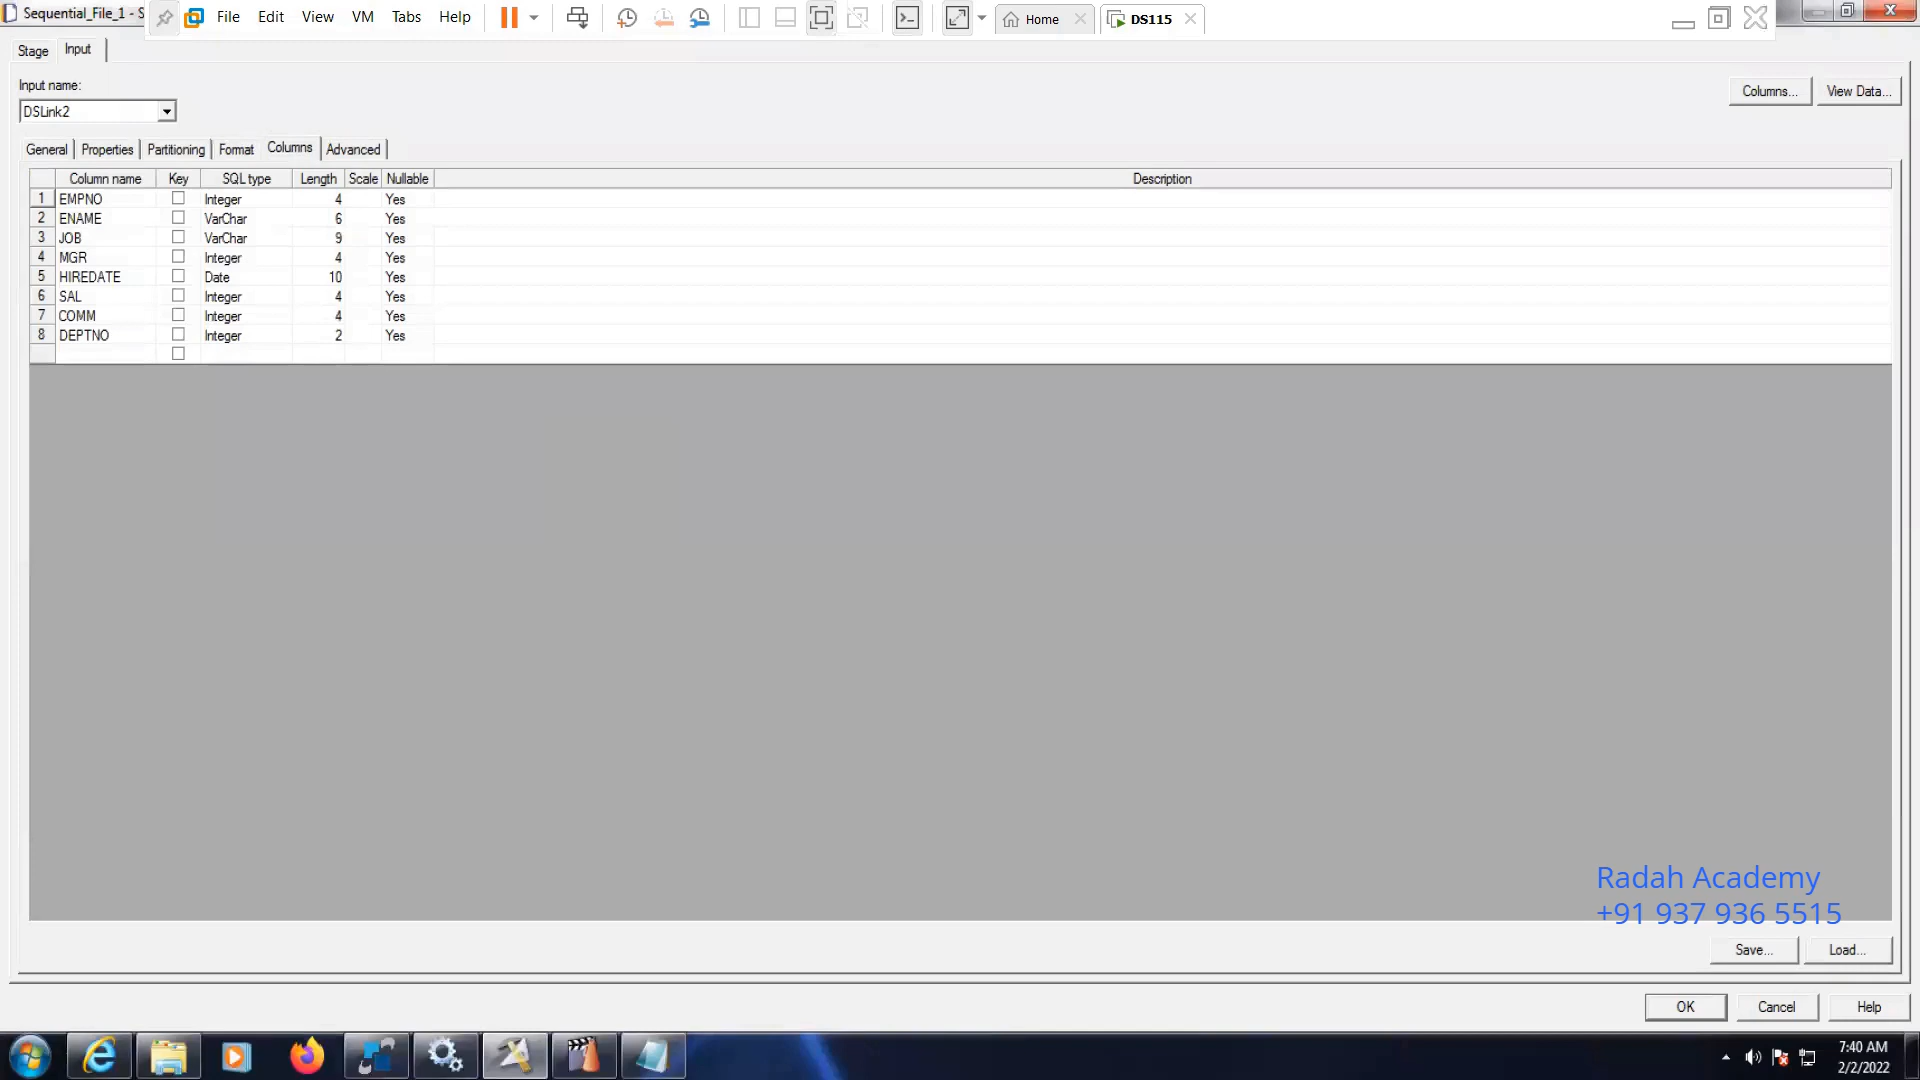 Sequential_File_1 - S
File Edit View VM Tabs Help
Home
DS115
Stage Input
Input name:
DSLink2
Columns... View Data...
General Properties Partitioning Format Columns Advanced
Column name Key SQL type Length Scale Nullable Description
1 EMPNO Integer 4 Yes
2 ENAME VarChar 6 Yes
3 JOB VarChar 9 Yes
4 MGR Integer 4 Yes
5 HIREDATE Date 10 Yes
6 SAL Integer 4 Yes
7 COMM Integer 4 Yes
8 DEPTNO Integer 2 Yes
Radah Academy
+91 937 936 5515
Save... Load...
OK Cancel Help
7:40 AM
2/2/2022